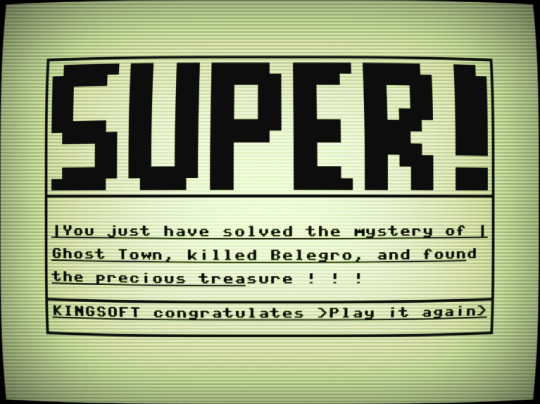 SUPER!
|You just have solved the mystery of |
Ghost Town, killed Belegro, and found
the precious treasure ! ! !
KINGSOFT congratulates >Play it again>